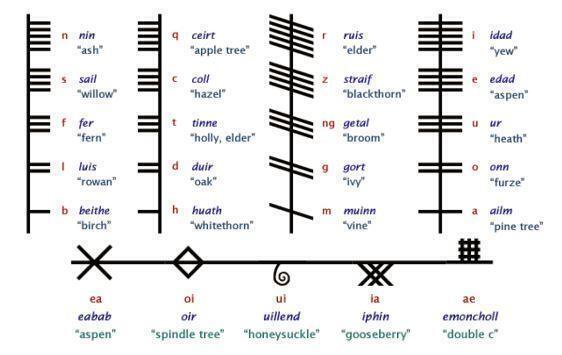 n nin q ceirt r ruis i idad
"ash" "apple tree" "elder" "yew"
s sail c coll z straif e edad
"willow" "hazel" "blackthorn" "aspen"
f fer t tinne ng getal u ur
"fern" "holly, elder" "broom" "heath"
l luis d duir g gort o onn
"rowan" "oak" "ivy" "furze"
b beithe h huath m muinn a ailm
"birch" "whitethorn" "vine" "pine tree"
ea oi ui ia ae
eabab oir uillend iphin emoncholl
"aspen" "spindle tree" "honeysuckle" "gooseberry" "double c"